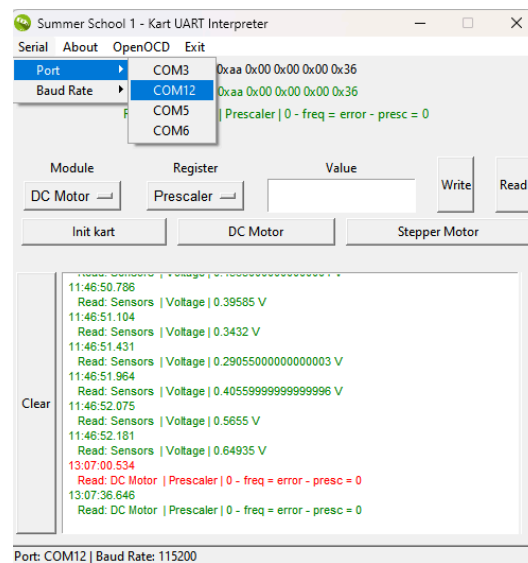 Summer School 1 - Kart UART Interpreter
Serial About OpenOCD Exit
Port
Baud Rate
COM3
COM12
COM5
COM6
0xaa 0x00 0x00 0x00 0x36
0xaa 0x00 0x00 0x00 0x36
| Prescaler | 0 - freq = error - presc = 0
Module Register Value
DC Motor Prescaler Write Read
Init kart DC Motor Stepper Motor
Clear
Read: Sensors | Voltage |
11:46:50.786
Read: Sensors | Voltage | 0.39585 V
11:46:51.104
Read: Sensors | Voltage | 0.3432 V
11:46:51.431
Read: Sensors | Voltage | 0.29055000000000003 V
11:46:51.964
Read: Sensors | Voltage | 0.40559999999999996 V
11:46:52.075
Read: Sensors | Voltage | 0.5655 V
11:46:52.181
Read: Sensors | Voltage | 0.64935 V
13:07:00.534
Read: DC Motor | Prescaler | 0 - freq = error - presc = 0
13:07:36.646
Read: DC Motor | Prescaler | 0 - freq = error - presc = 0
Port: COM12 | Baud Rate: 115200